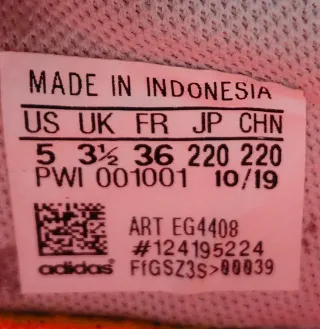 MADE IN INDONESIA
US UK FR JP CHN
5 3½ 36 220 220
PWI 001001 10/19
ART EG4408
#124195224
adidas FfGSZ3S>00039